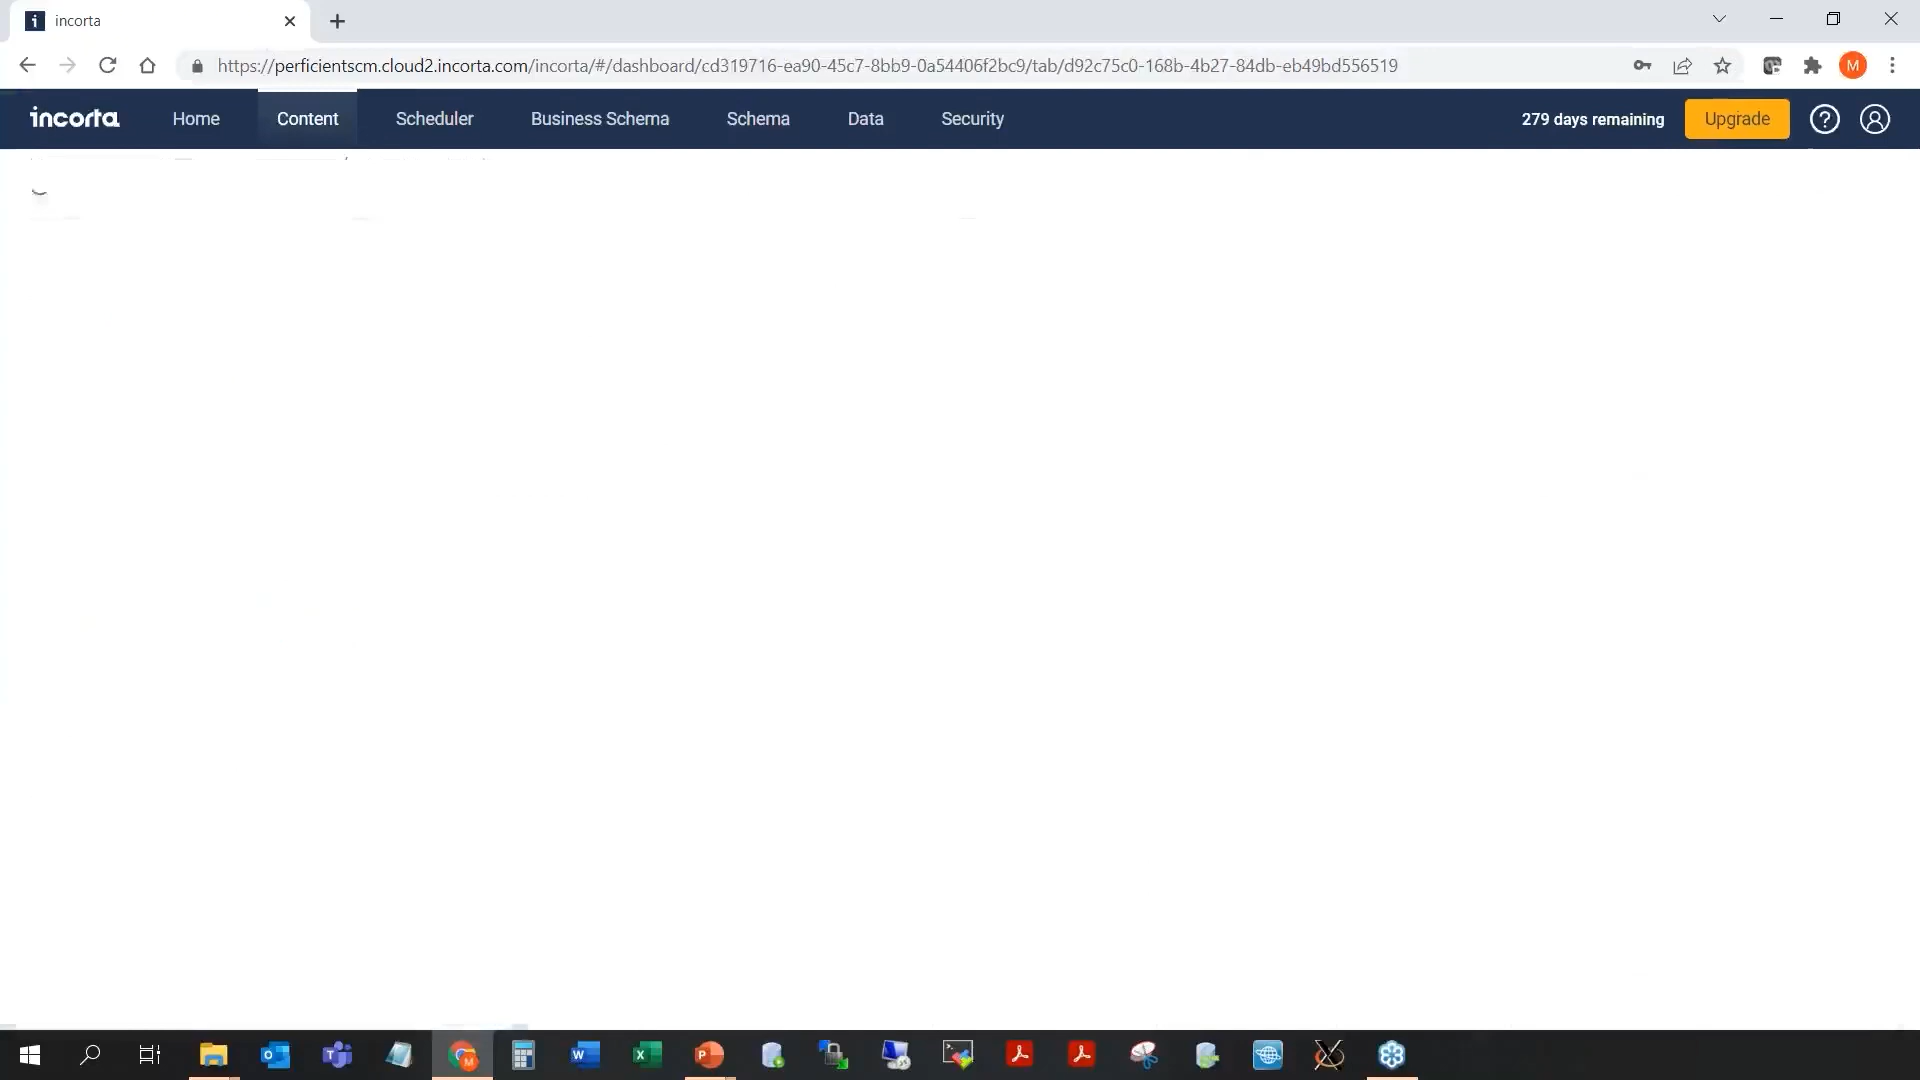 incorta
https://perficientscm.cloud2.incorta.com/incorta/#/dashboard/cd319716-ea90-45c7-8bb9-0a54406f2bc9/tab/d92c75c0-168b-4b27-84db-eb49bd556519
M
incorta Home Content Scheduler Business Schema Schema Data Security 279 days remaining Upgrade